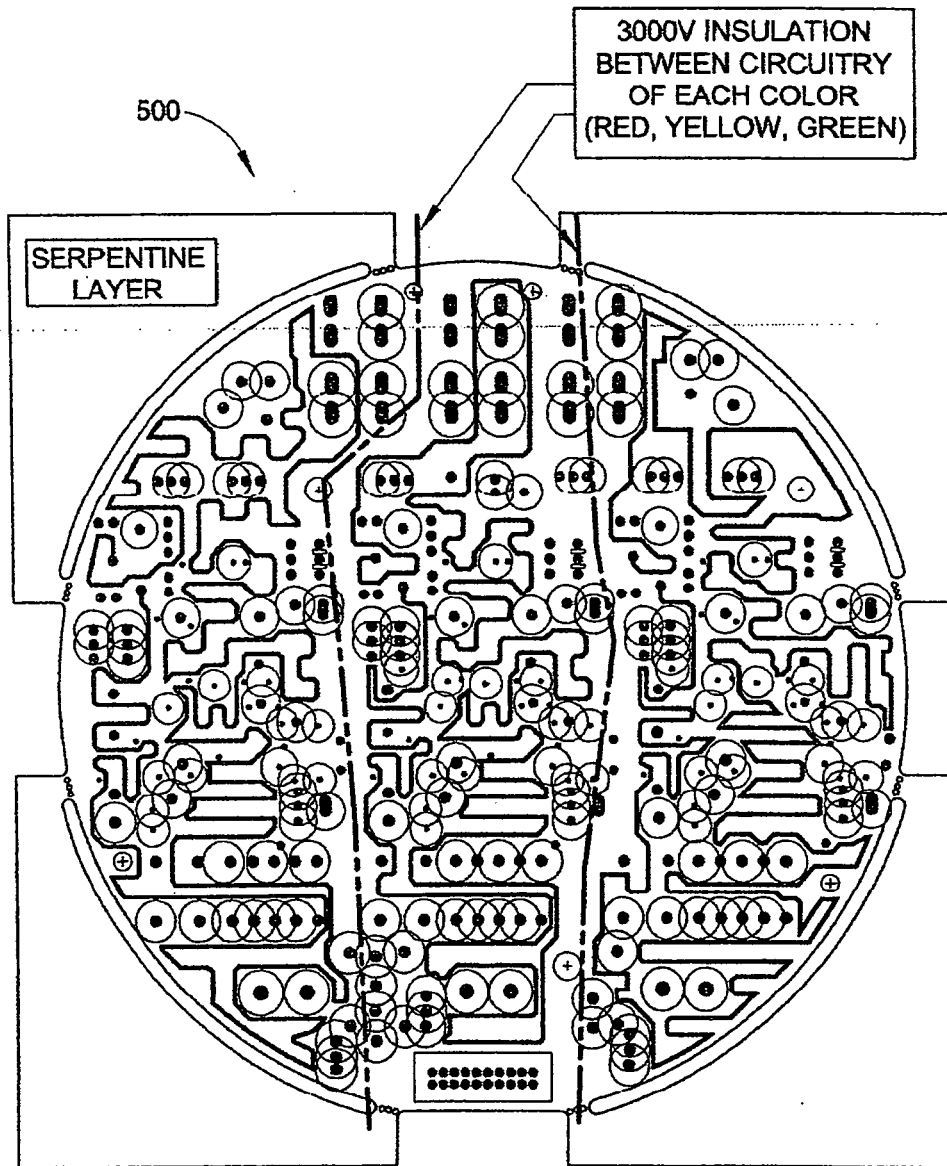 3000V INSULATION
BETWEEN CIRCUITRY
OF EACH COLOR
(RED, YELLOW, GREEN)
500
SERPENTINE
LAYER